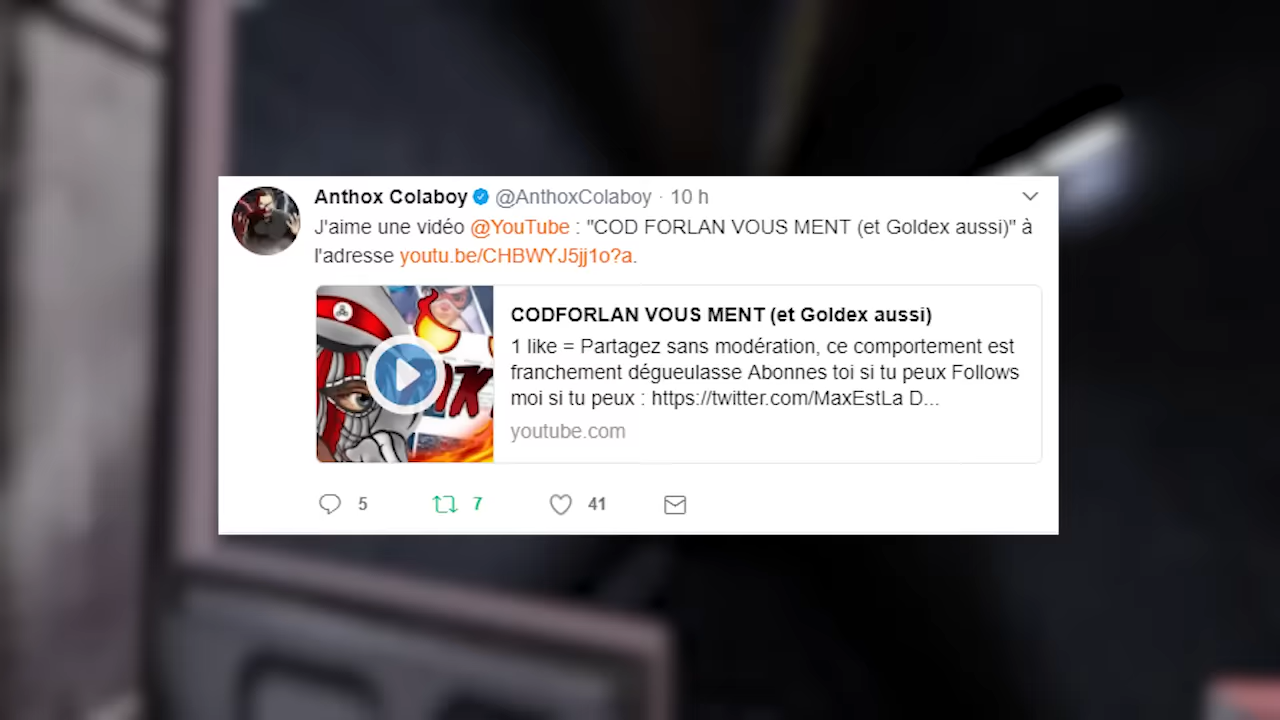 Anthox Colaboy @AnthoxColaboy · 10 h
J'aime une vidéo @YouTube : "COD FORLAN VOUS MENT (et Goldex aussi)" à
l'adresse youtu.be/CHBWYJ5jj1o?a.
CODFORLAN VOUS MENT (et Goldex aussi)
1 like = Partagez sans modération, ce comportement est
franchement dégueulasse Abonnes toi si tu peux Follows
moi si tu peux : https://twitter.com/MaxEstLa D...
youtube.com
5 7 41